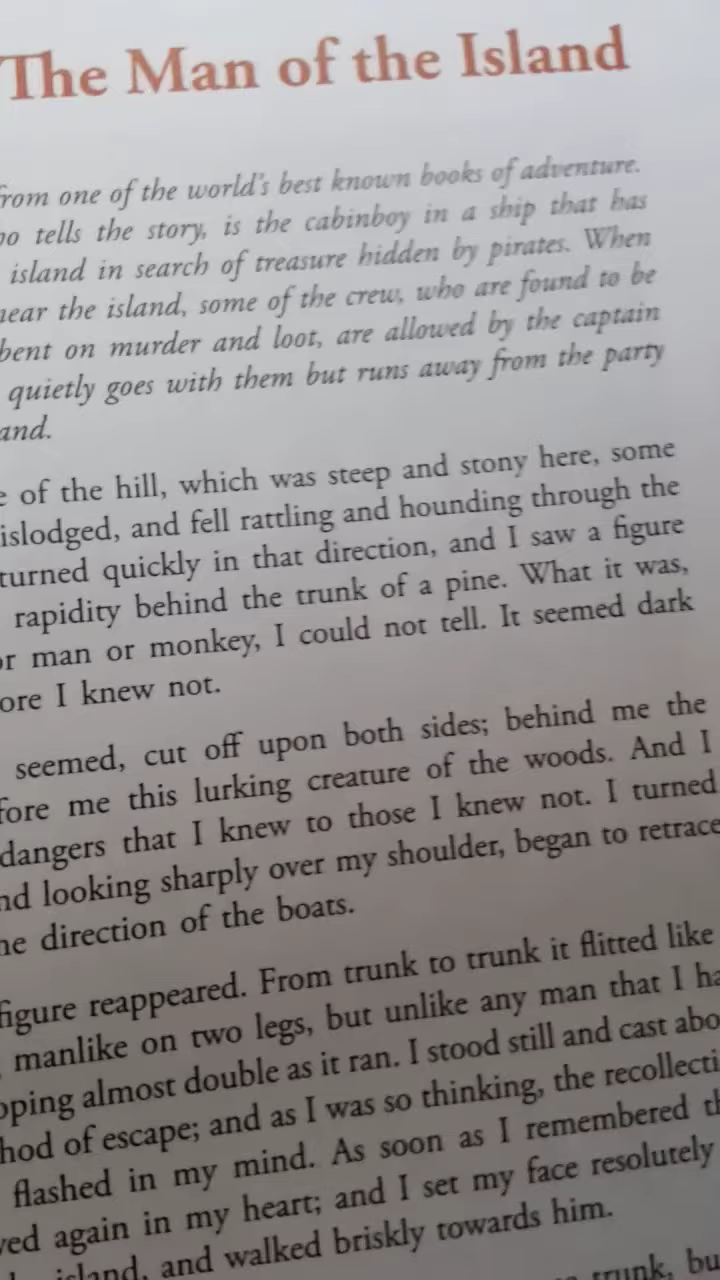 The Man of the Island
from one of the world's best known books of adventure.
tells the story, is the cabinboy in a ship that has
island in search of treasure hidden by pirates. When
near the island, some of the crew, who are found to be
bent on murder and loot, are allowed by the captain
quietly goes with them but runs away from the party
and.
of the hill, which was steep and stony here, some
islodged, and fell rattling and hounding through the
turned quickly in that direction, and I saw a figure
rapidity behind the trunk of a pine. What it was,
or man or monkey, I could not tell. It seemed dark
ore I knew not.
seemed, cut off upon both sides; behind me the
fore me this lurking creature of the woods. And I
dangers that I knew to those I knew not. I turned
nd looking sharply over my shoulder, began to retrace
he direction of the boats.
figure reappeared. From trunk to trunk it flitted like
manlike on two legs, but unlike any man that I ha
oping almost double as it ran. I stood still and cast abo
hod of escape; and as I was so thinking, the recollecti
flashed in my mind. As soon as I remembered th
ved again in my heart; and I set my face resolutely
island, and walked briskly towards him.
trunk, bu